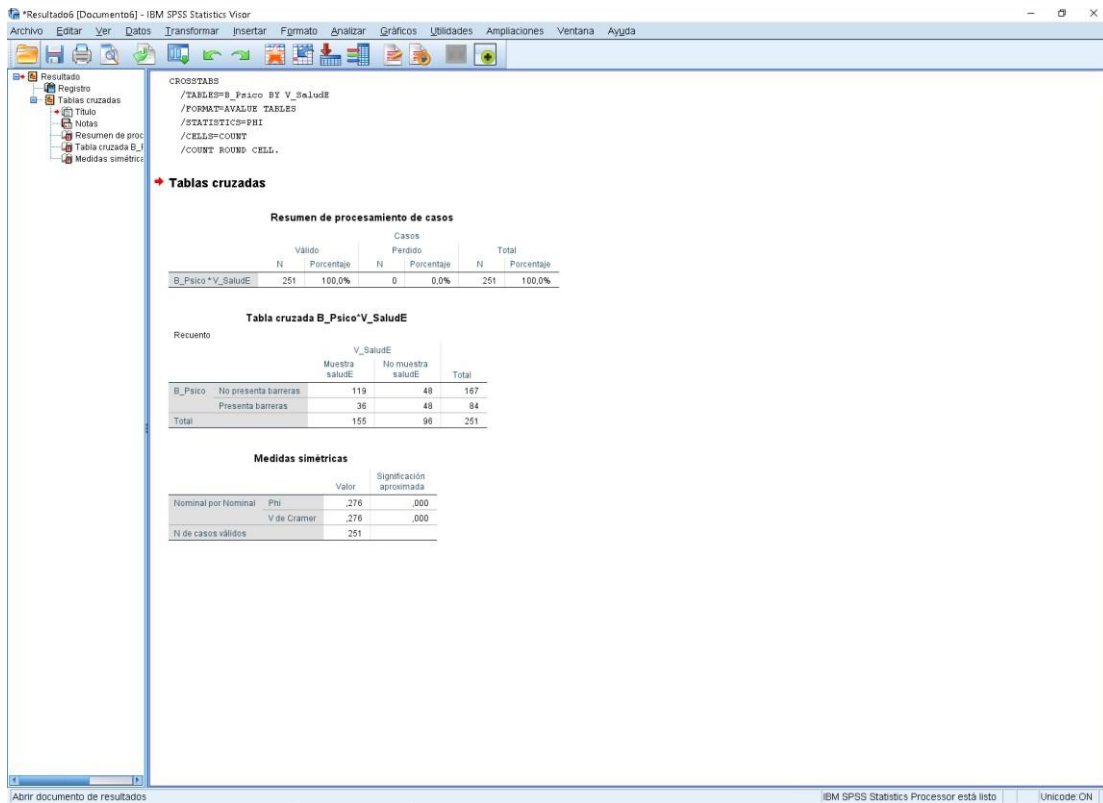 *Resultado6 [Documento6] - IBM SPSS Statistics Visor
Archivo Editar Ver Datos Transformar Insertar Formato Analizar Gráficos Utilidades Ampliaciones Ventana Ayuda
Resultado
Registro
Tablas cruzadas
Título
Notas
Resumen de proc
Tabla cruzada B_F
Medidas simétrica
CROSSTABS
/TABLES=B_Psico BY V_SaludE
/FORMAT=AVALUE TABLES
/STATISTICS=PHI
/CELLS=COUNT
/COUNT ROUND CELL.
Tablas cruzadas
Resumen de procesamiento de casos
Casos
Válido Perdido Total
N Porcentaje N Porcentaje N Porcentaje
B_Psico * V_SaludE 251 100,0% 0 0,0% 251 100,0%
Tabla cruzada B_Psico*V_SaludE
Recuento
V_SaludE
Muestra saludE No muestra saludE Total
B_Psico No presenta barreras 119 48 167
Presenta barreras 36 48 84
Total 155 96 251
Medidas simétricas
Valor Significación aproximada
Nominal por Nominal Phi ,276 ,000
V de Cramer ,276 ,000
N de casos válidos 251
Abrir documento de resultados IBM SPSS Statistics Processor está listo Unicode:ON